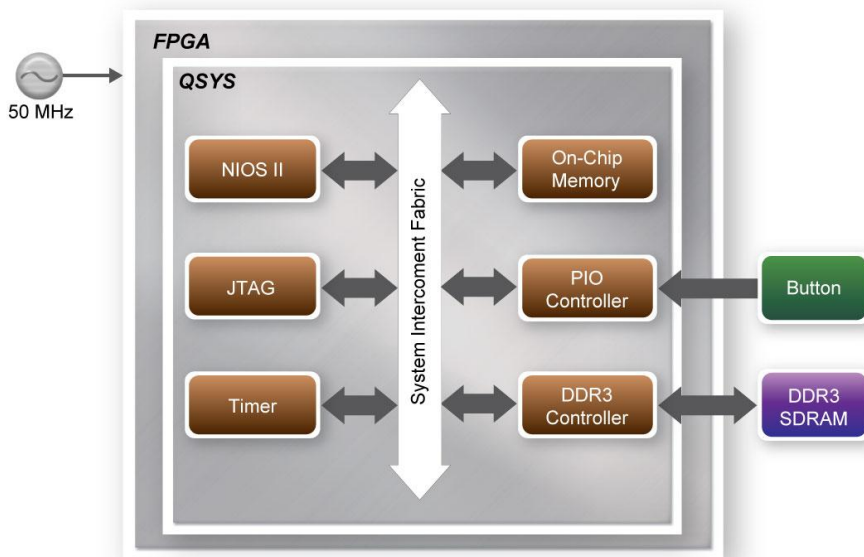 FPGA
QSYS
50 MHz
NIOS II
On-Chip
Memory
System Intercoment Fabric
JTAG
PIO
Controller
Button
Timer
DDR3
Controller
DDR3
SDRAM